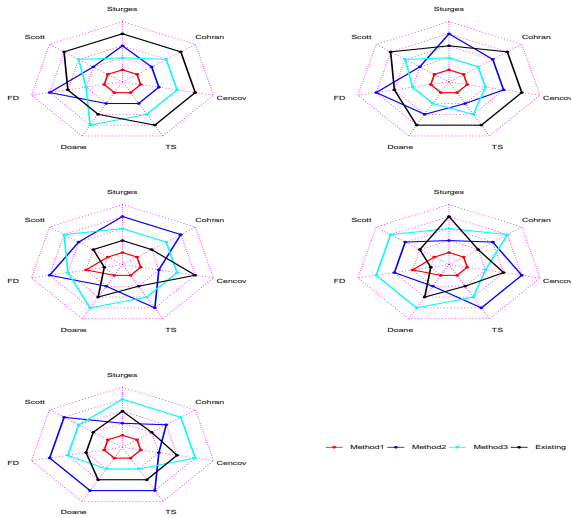 Sturges
Scott
Cohran
FD
Cencov
Doane
TS
Sturges
Scott
Cohran
FD
Cencov
Doane
TS
Sturges
Scott
Cohran
FD
Cencov
Doane
TS
Sturges
Scott
Cohran
FD
Cencov
Doane
TS
Sturges
Scott
Cohran
FD
Cencov
Doane
TS
Method1 Method2 Method3 Existing